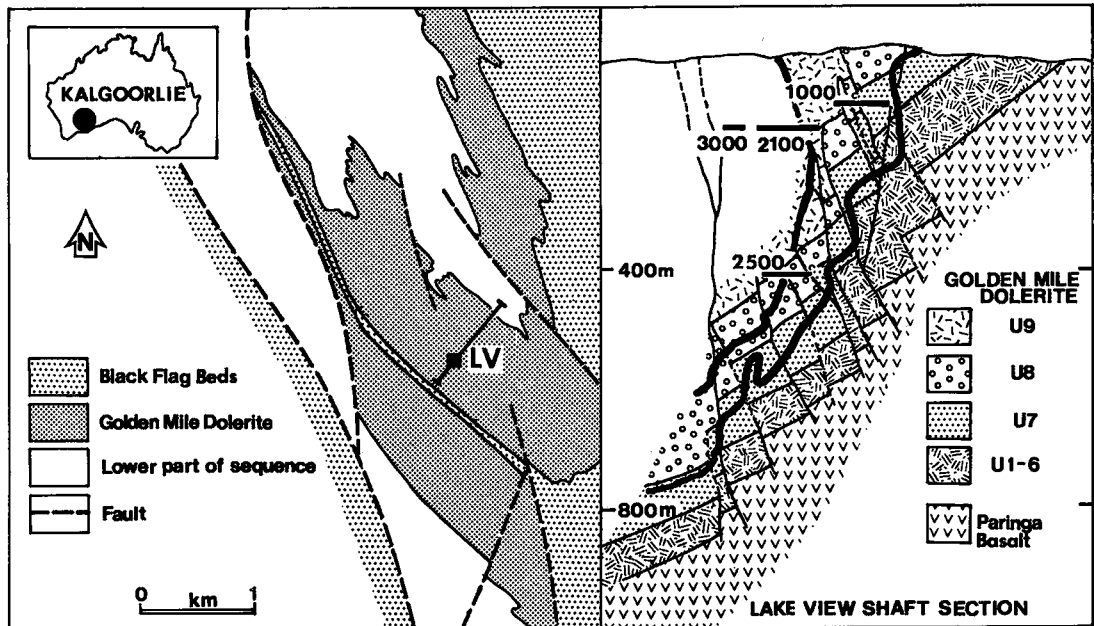 KALGOORLIE
N
LV
Black Flag Beds
Golden Mile Dolerite
Lower part of sequence
Fault
0 1
km
1000
3000 2100
2500
400m
800m
GOLDEN MILE
DOLERITE
U9
U8
U7
U1-6
Paringa
Basalt
LAKE VIEW SHAFT SECTION